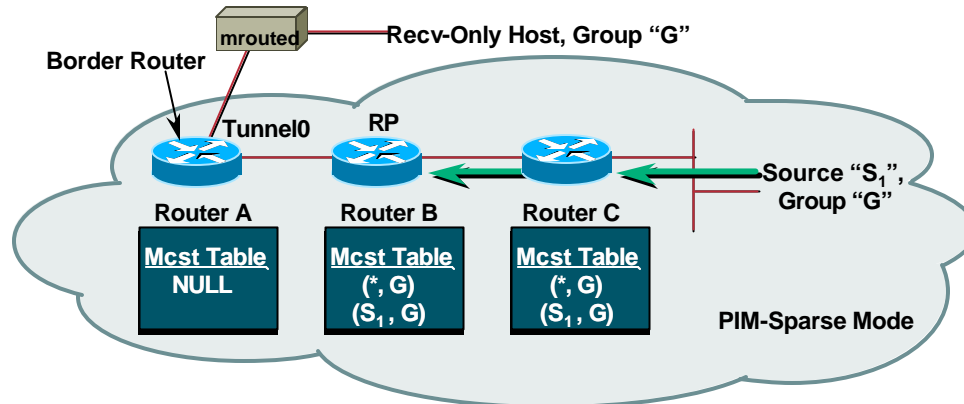 mrouted
Recv-Only Host, Group “G”
Border Router
Tunnel0
RP
Source “S₁”,
Group “G”
Router A
Router B
Router C
Mcst Table
NULL
Mcst Table
(*, G)
(S₁ , G)
Mcst Table
(*, G)
(S₁ , G)
PIM-Sparse Mode